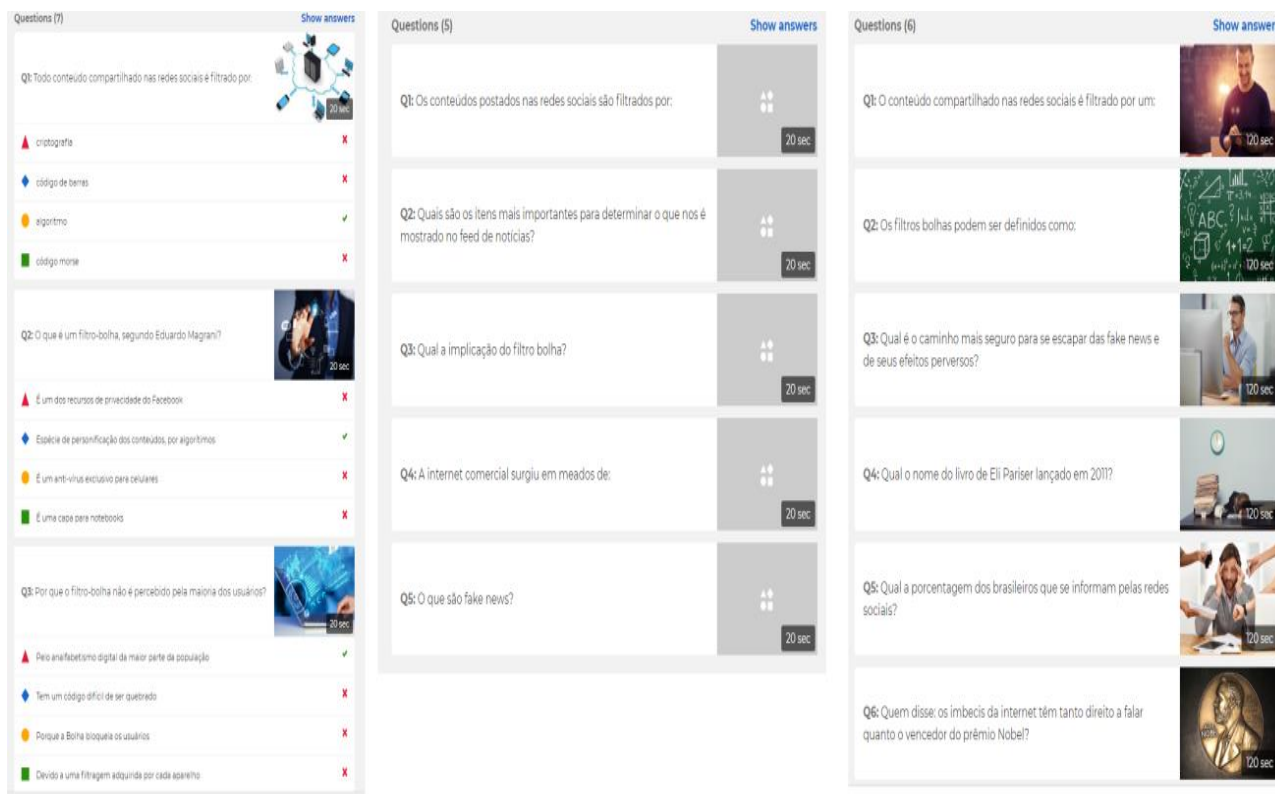 Questions (7)
Show answers
Q1: Todo conteúdo compartilhado nas redes sociais é filtrado por:
20 sec
criptografia
código de barras
algoritmo
código morse
Q2: O que é um filtro-bolha, segundo Eduardo Magrani?
20 sec
É um dos recursos de privacidade do Facebook
Espécie de personificação dos conteúdos, por algorítimos
É um anti-vírus exclusivo para celulares
É uma capa para notebooks
Q3: Por que o filtro-bolha não é percebido pela maioria dos usuários?
20 sec
Pelo analfabetismo digital da maior parte da população
Tem um código difícil de ser quebrado
Porque a Bolha bloqueia os usuários
Devido a uma filtragem adquirida por cada aparelho
Questions (5)
Show answers
Q1: Os conteúdos postados nas redes sociais são filtrados por:
20 sec
Q2: Quais são os itens mais importantes para determinar o que nos é
mostrado no feed de notícias?
20 sec
Q3: Qual a implicação do filtro bolha?
20 sec
Q4: A internet comercial surgiu em meados de:
20 sec
Q5: O que são fake news?
20 sec
Questions (6)
Show answer
Q1: O conteúdo compartilhado nas redes sociais é filtrado por um:
120 sec
Q2: Os filtros bolhas podem ser definidos como:
ABC
1+1=2
120 sec
Q3: Qual é o caminho mais seguro para se escapar das fake news e
de seus efeitos perversos?
120 sec
Q4: Qual o nome do livro de Eli Pariser lançado em 2011?
120 sec
Q5: Qual a porcentagem dos brasileiros que se informam pelas redes
sociais?
120 sec
Q6: Quem disse: os imbecis da internet têm tanto direito a falar
quanto o vencedor do prêmio Nobel?
120 sec